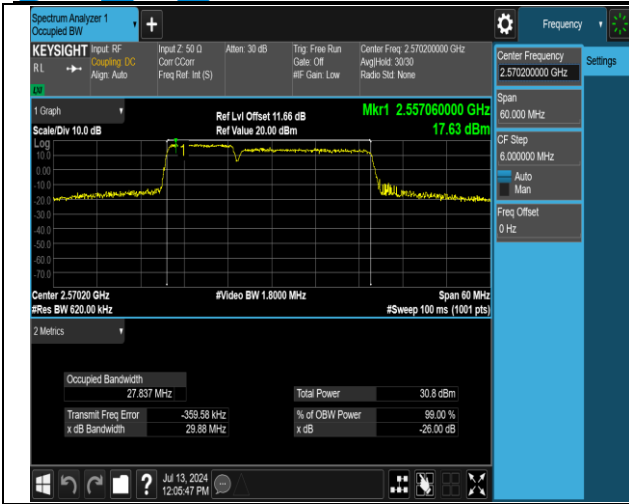 Spectrum Analyzer 1
Occupied BW
+
Frequency
KEYSIGHT
RL
LXI
Input: RF
Coupling: DC
Align: Auto
Input Z: 50 Ω
Corr CCorr
Freq Ref: Int (S)
Atten: 30 dB
Trig: Free Run
Gate: Off
#IF Gain: Low
Center Freq: 2.570200000 GHz
Avg|Hold: 30/30
Radio Std: None
Center Frequency
2.570200000 GHz
Settings
Span
60.000 MHz
CF Step
6.000000 MHz
Auto
Man
Freq Offset
0 Hz
1 Graph
Scale/Div 10.0 dB
Ref Lvl Offset 11.66 dB
Ref Value 20.00 dBm
Mkr1 2.557060000 GHz
17.63 dBm
Log
10.0
0.00
-10.0
-20.0
-30.0
-40.0
-50.0
-60.0
-70.0
1
Center 2.57020 GHz
#Res BW 620.00 kHz
#Video BW 1.8000 MHz
Span 60 MHz
#Sweep 100 ms (1001 pts)
2 Metrics
Occupied Bandwidth
27.837 MHz
Total Power 30.8 dBm
Transmit Freq Error -359.58 kHz
% of OBW Power 99.00 %
x dB Bandwidth 29.88 MHz
x dB -26.00 dB
?
Jul 13, 2024
12:05:47 PM